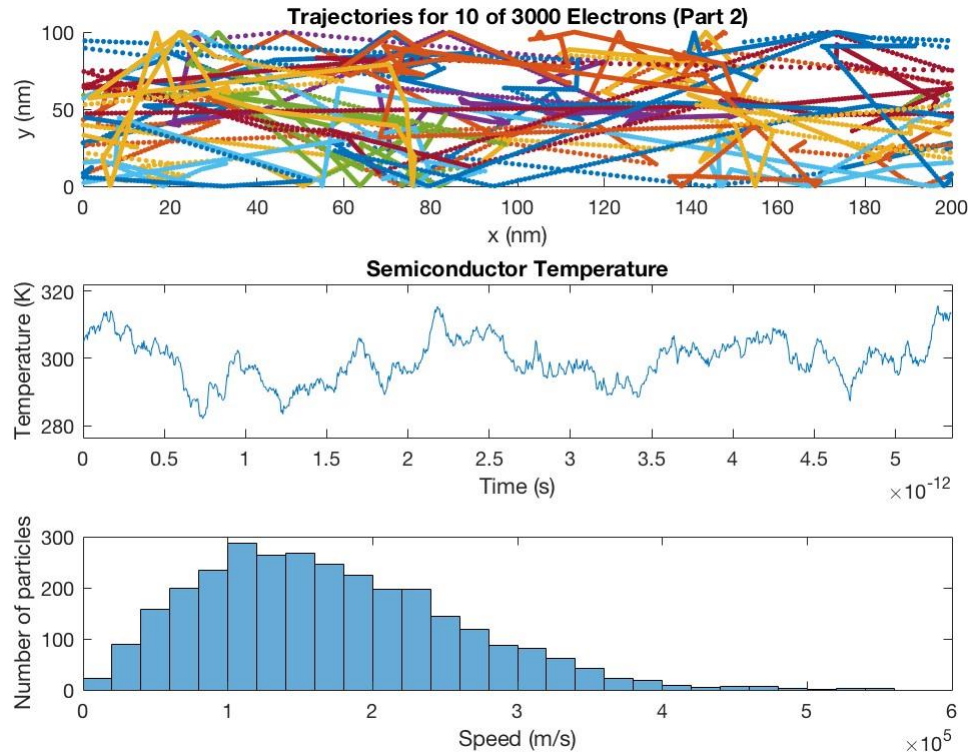 Trajectories for 10 of 3000 Electrons (Part 2)
100
50
0
y (nm)
0 20 40 60 80 100 120 140 160 180 200
x (nm)
Semiconductor Temperature
320
300
280
Temperature (K)
0 0.5 1 1.5 2 2.5 3 3.5 4 4.5 5
Time (s)
×10-12
300
200
100
0
Number of particles
0 1 2 3 4 5 6
Speed (m/s)
×105